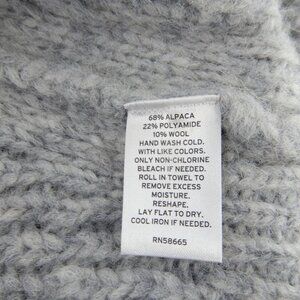 68% ALPACA
22% POLYAMIDE
10% WOOL
HAND WASH COLD.
WITH LIKE COLORS.
ONLY NON-CHLORINE
BLEACH IF NEEDED.
ROLL IN TOWEL TO
REMOVE EXCESS
MOISTURE.
RESHAPE.
LAY FLAT TO DRY.
COOL IRON IF NEEDED.
RN58665